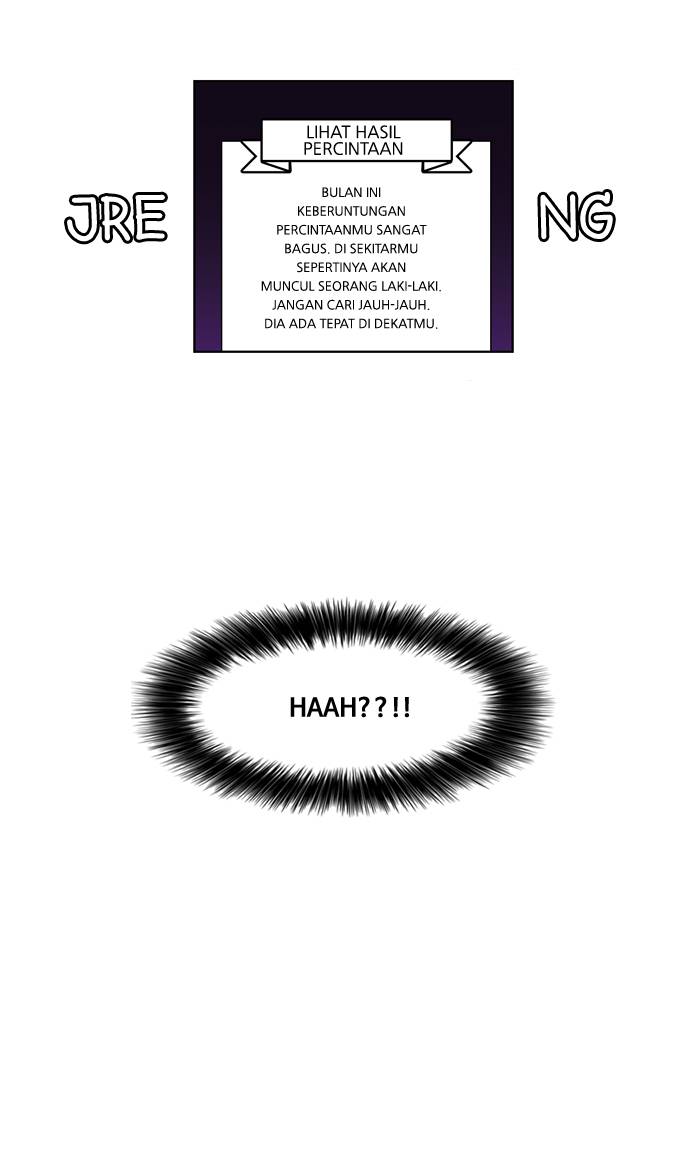 LIHAT HASIL
PERCINTAAN
JRE NG
BULAN INI
KEBERUNTUNGAN
PERCINTAANMU SANGAT
BAGUS. DI SEKITARMU
SEPERTINYA AKAN
MUNCUL SEORANG LAKI-LAKI.
JANGAN CARI JAUH-JAUH.
DIA ADA TEPAT DI DEKATMU.
HAAH??!!